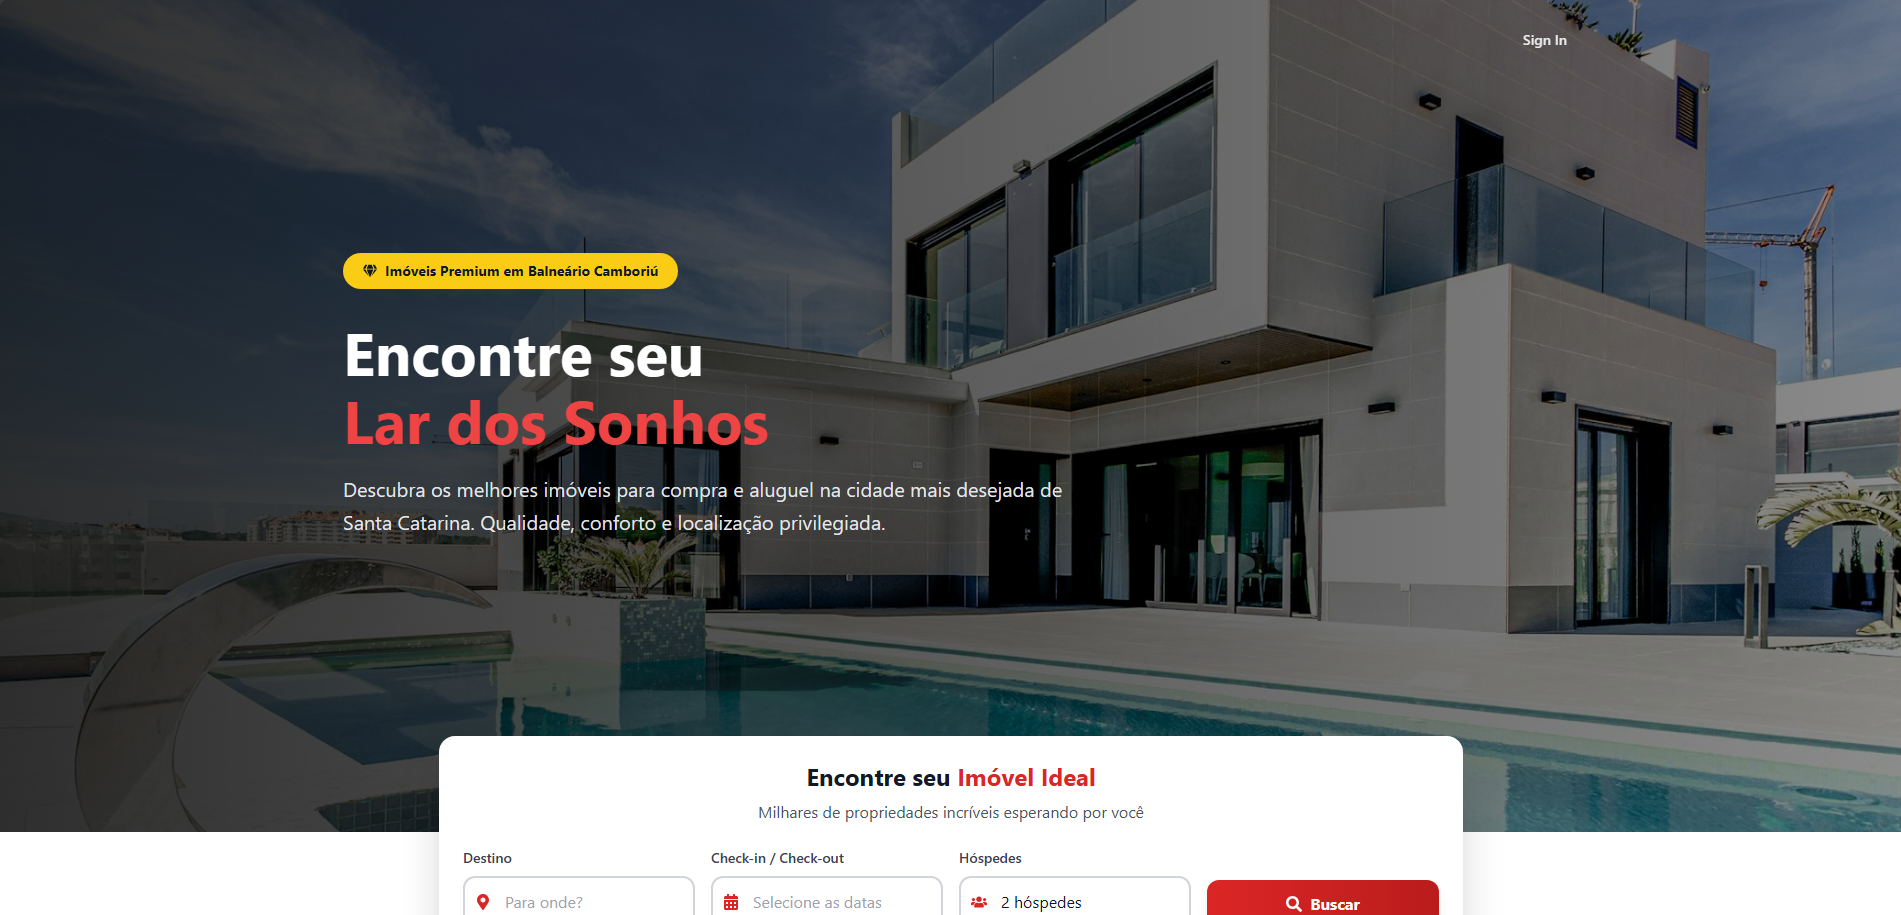 Sign In
Imóveis Premium em Balneário Camboriú
Encontre seu
Lar dos Sonhos
Descubra os melhores imóveis para compra e aluguel na cidade mais desejada de
Santa Catarina. Qualidade, conforto e localização privilegiada.
Encontre seu Imóvel Ideal
Milhares de propriedades incríveis esperando por você
Destino
Check-in / Check-out
Hóspedes
Para onde?
Selecione as datas
2 hóspedes
Buscar